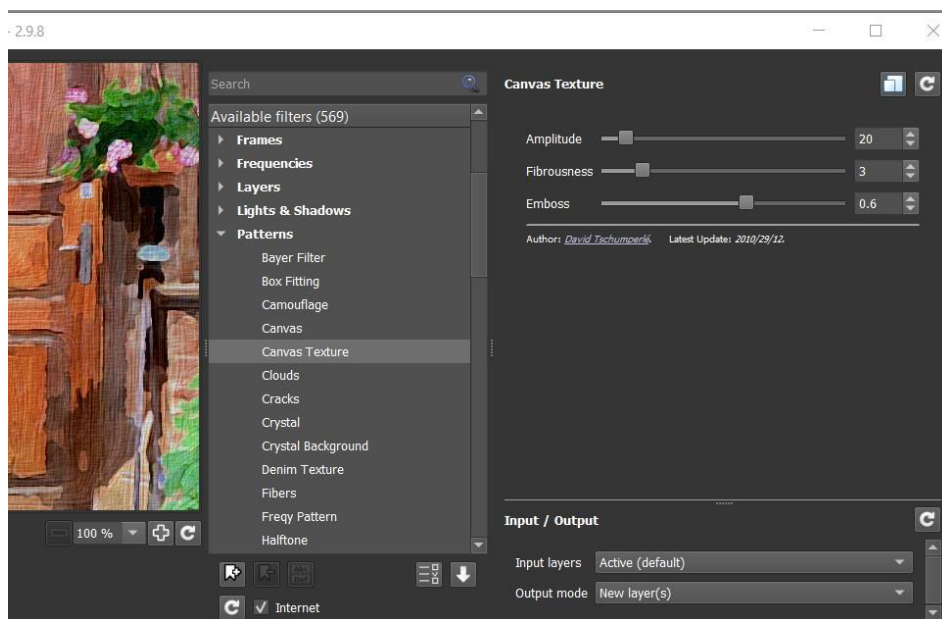 - 2.9.8
Search
Available filters (569)
Frames
Frequencies
Layers
Lights & Shadows
Patterns
Bayer Filter
Box Fitting
Camouflage
Canvas
Canvas Texture
Clouds
Cracks
Crystal
Crystal Background
Denim Texture
Fibers
Freqy Pattern
Halftone
100 %
Internet
Canvas Texture
Amplitude 20
Fibrousness 3
Emboss 0.6
Author: David Tschumperlé. Latest Update: 2010/29/12.
Input / Output
Input layers Active (default)
Output mode New layer(s)